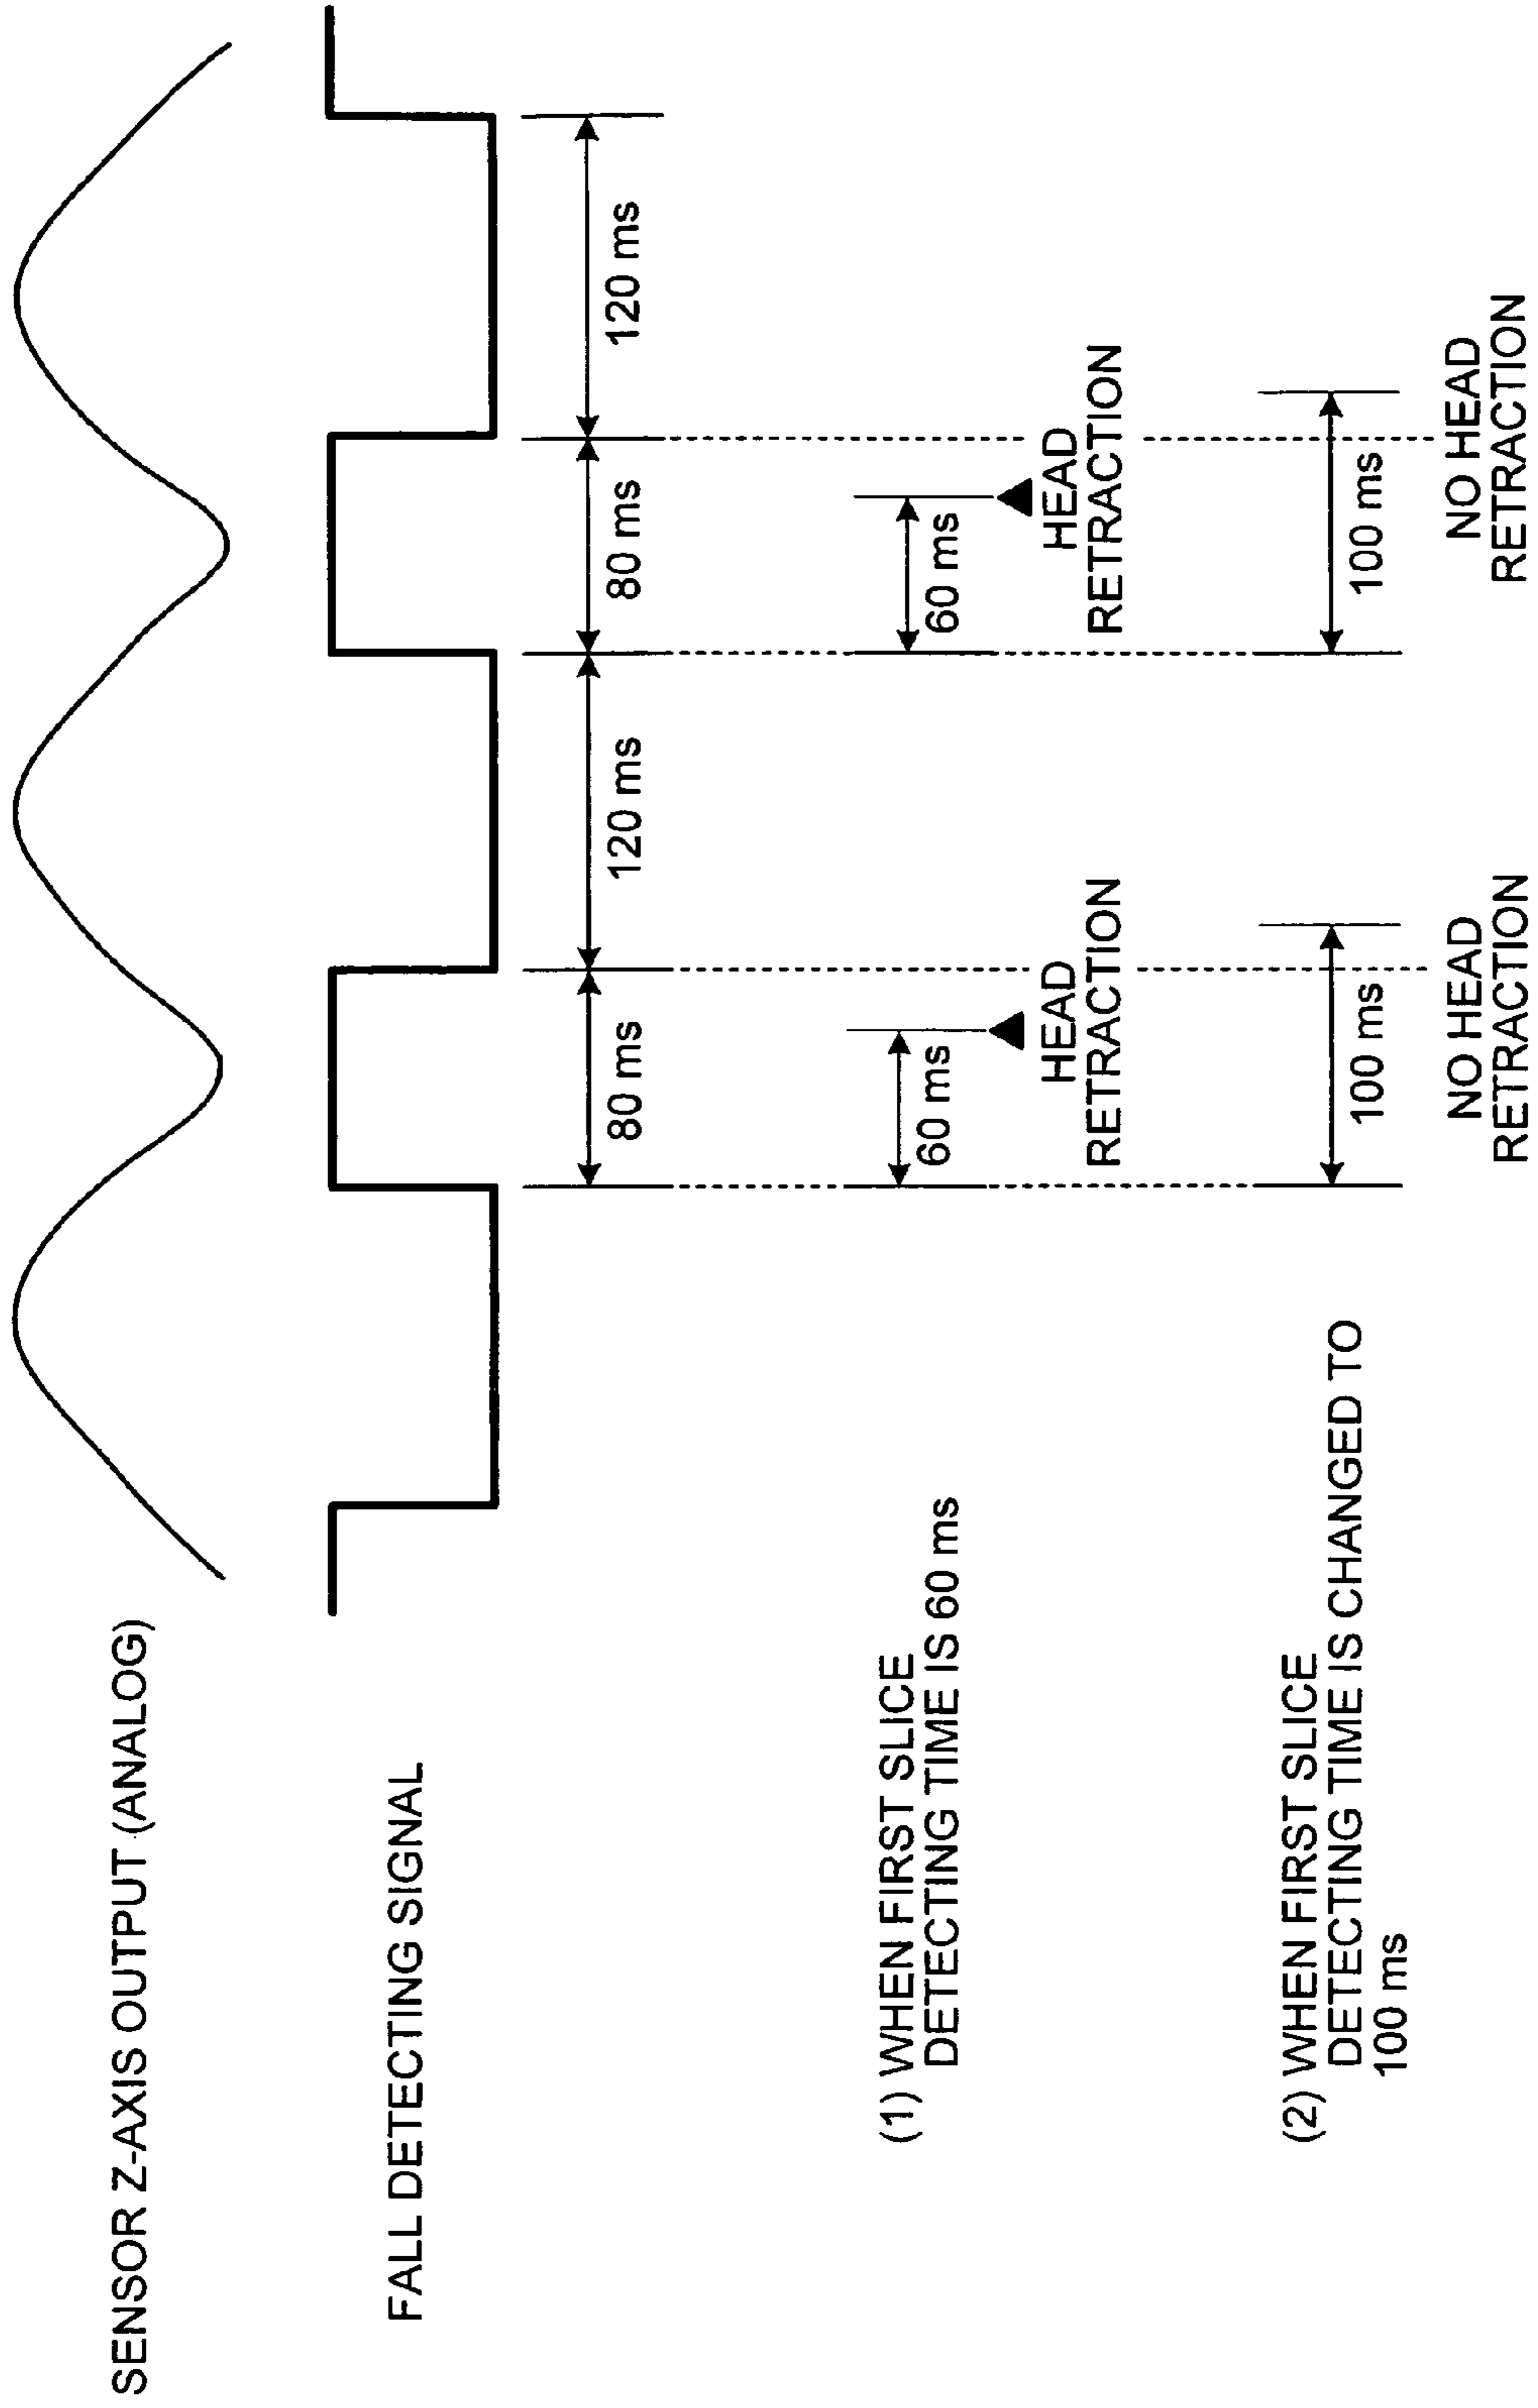 SENSOR Z-AXIS OUTPUT (ANALOG)
FALL DETECTING SIGNAL
80 ms
120 ms
80 ms
120 ms
(1) WHEN FIRST SLICE
DETECTING TIME IS 60 ms
60 ms
60 ms
HEAD
RETRACTION
HEAD
RETRACTION
(2) WHEN FIRST SLICE
DETECTING TIME IS CHANGED TO
100 ms
100 ms
100 ms
NO HEAD
RETRACTION
NO HEAD
RETRACTION